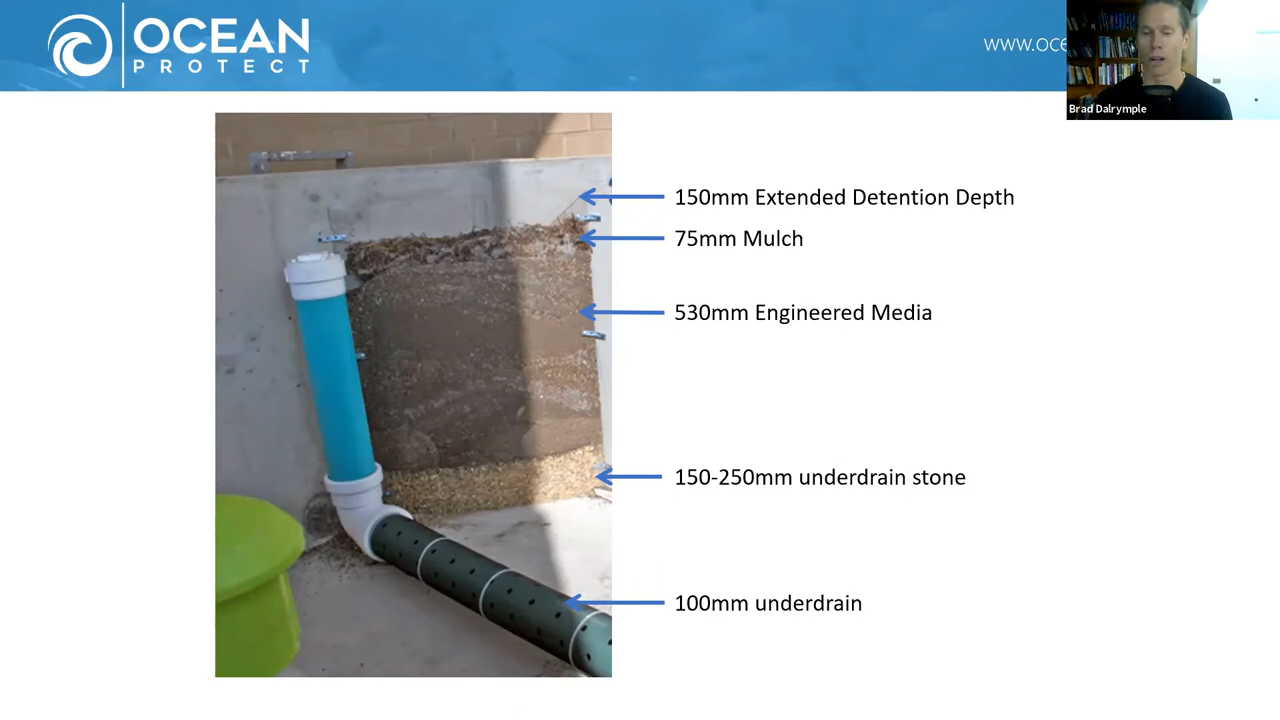 OCEAN
PROTECT
www.oce
Brad Dalrymple
150mm Extended Detention Depth
75mm Mulch
530mm Engineered Media
150-250mm underdrain stone
100mm underdrain